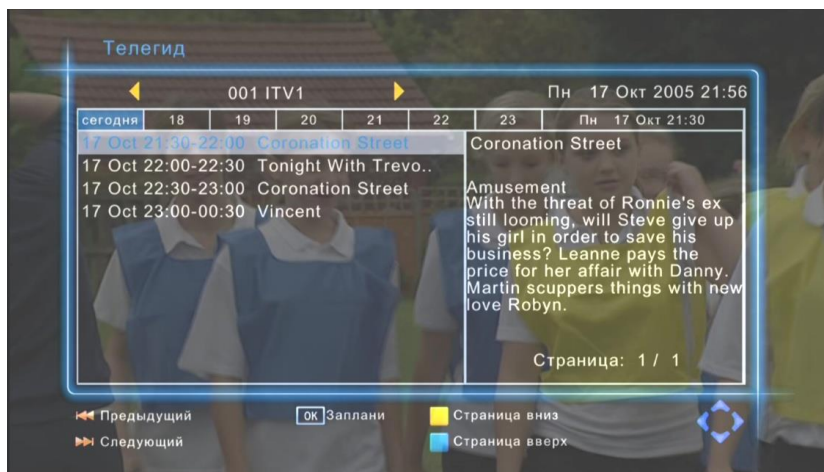 Телегид
001 ITV1
Пн 17 Окт 2005 21:56
сегодня 18 19 20 21 22 23 Пн 17 Окт 21:30
17 Oct 21:30-22:00 Coronation Street
17 Oct 22:00-22:30 Tonight With Trevo..
17 Oct 22:30-23:00 Coronation Street
17 Oct 23:00-00:30 Vincent
Coronation Street
Amusement
With the threat of Ronnie's ex
still looming, will Steve give up
his girl in order to save his
business? Leanne pays the
price for her affair with Danny.
Martin scuppers things with new
love Robyn.
Страница: 1 / 1
Предыдущий
OK Заплани
Страница вниз
Следующий
Страница вверх